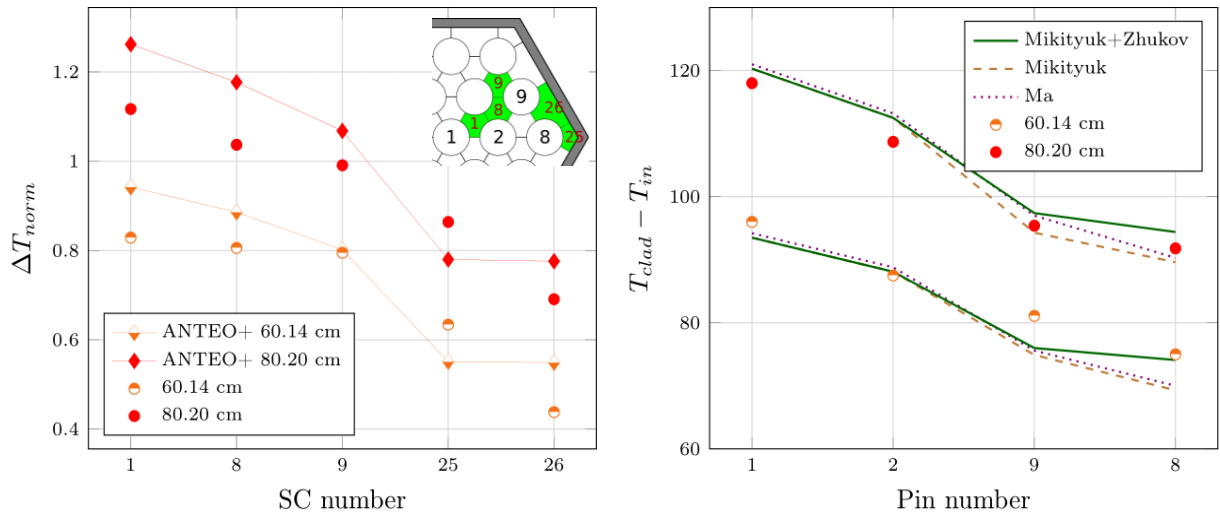 1.2
1
0.8
0.6
0.4
ΔT_norm
1 8 9 25 26
SC number
9
9
26
8
1
1 2 8
25
ANTEO+ 60.14 cm
ANTEO+ 80.20 cm
60.14 cm
80.20 cm
120
100
80
60
T_clad − T_in
1 2 9 8
Pin number
Mikityuk+Zhukov
Mikityuk
Ma
60.14 cm
80.20 cm